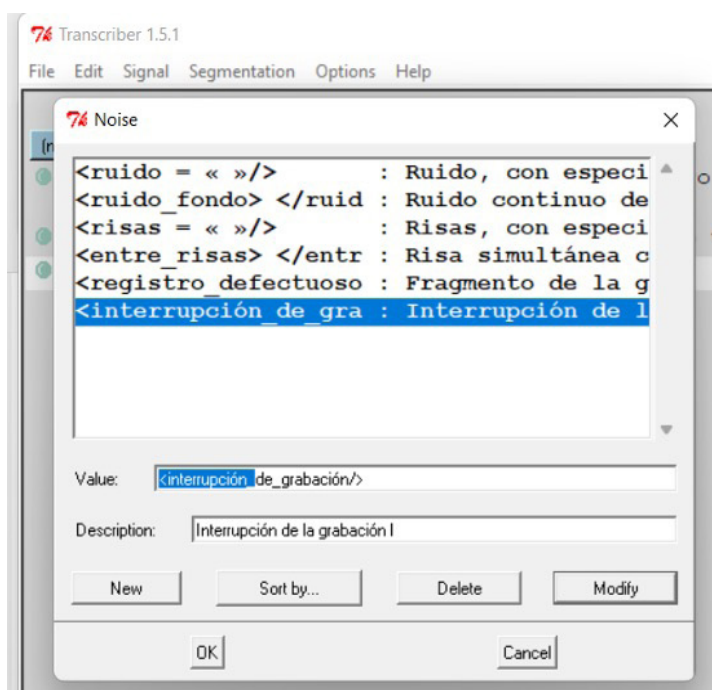 Transcriber 1.5.1
File Edit Signal Segmentation Options Help
Noise
<ruido = « »/> : Ruido, con especi
<ruido_fondo> </ruid : Ruido continuo de
<risas = « »/> : Risas, con especi
<entre_risas> </entr : Risa simultánea c
<registro_defectuoso : Fragmento de la g
<interrupción_de_gra : Interrupción de l
Value: <interrupción_de_grabación/>
Description: Interrupción de la grabación I
New Sort by... Delete Modify
OK Cancel